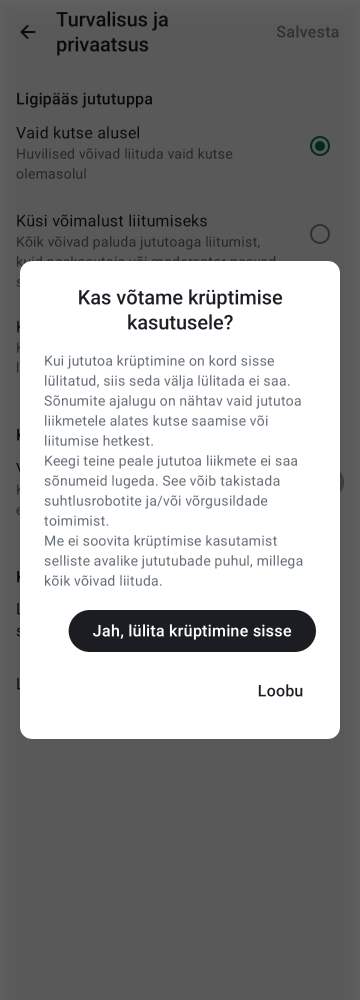 Turvalisus ja
privaatsus
Salvesta
Ligipääs jututuppa
Vaid kutse alusel
Huvilised võivad liituda vaid kutse
olemasolul
Küsi võimalust liitumiseks
Kõik võivad paluda jututoaga liitumist,
Kas võtame krüptimise
kasutusele?
Kui jututoa krüptimine on kord sisse
lülitatud, siis seda välja lülitada ei saa.
Sõnumite ajalugu on nähtav vaid jututoa
liikmetele alates kutse saamise või
liitumise hetkest.
Keegi teine peale jututoa liikmete ei saa
sõnumeid lugeda. See võib takistada
suhtlusrobotite ja/või võrgusildade
toimimist.
Me ei soovita krüptimise kasutamist
selliste avalike jututubade puhul, millega
kõik võivad liituda.
Jah, lülita krüptimine sisse
Loobu